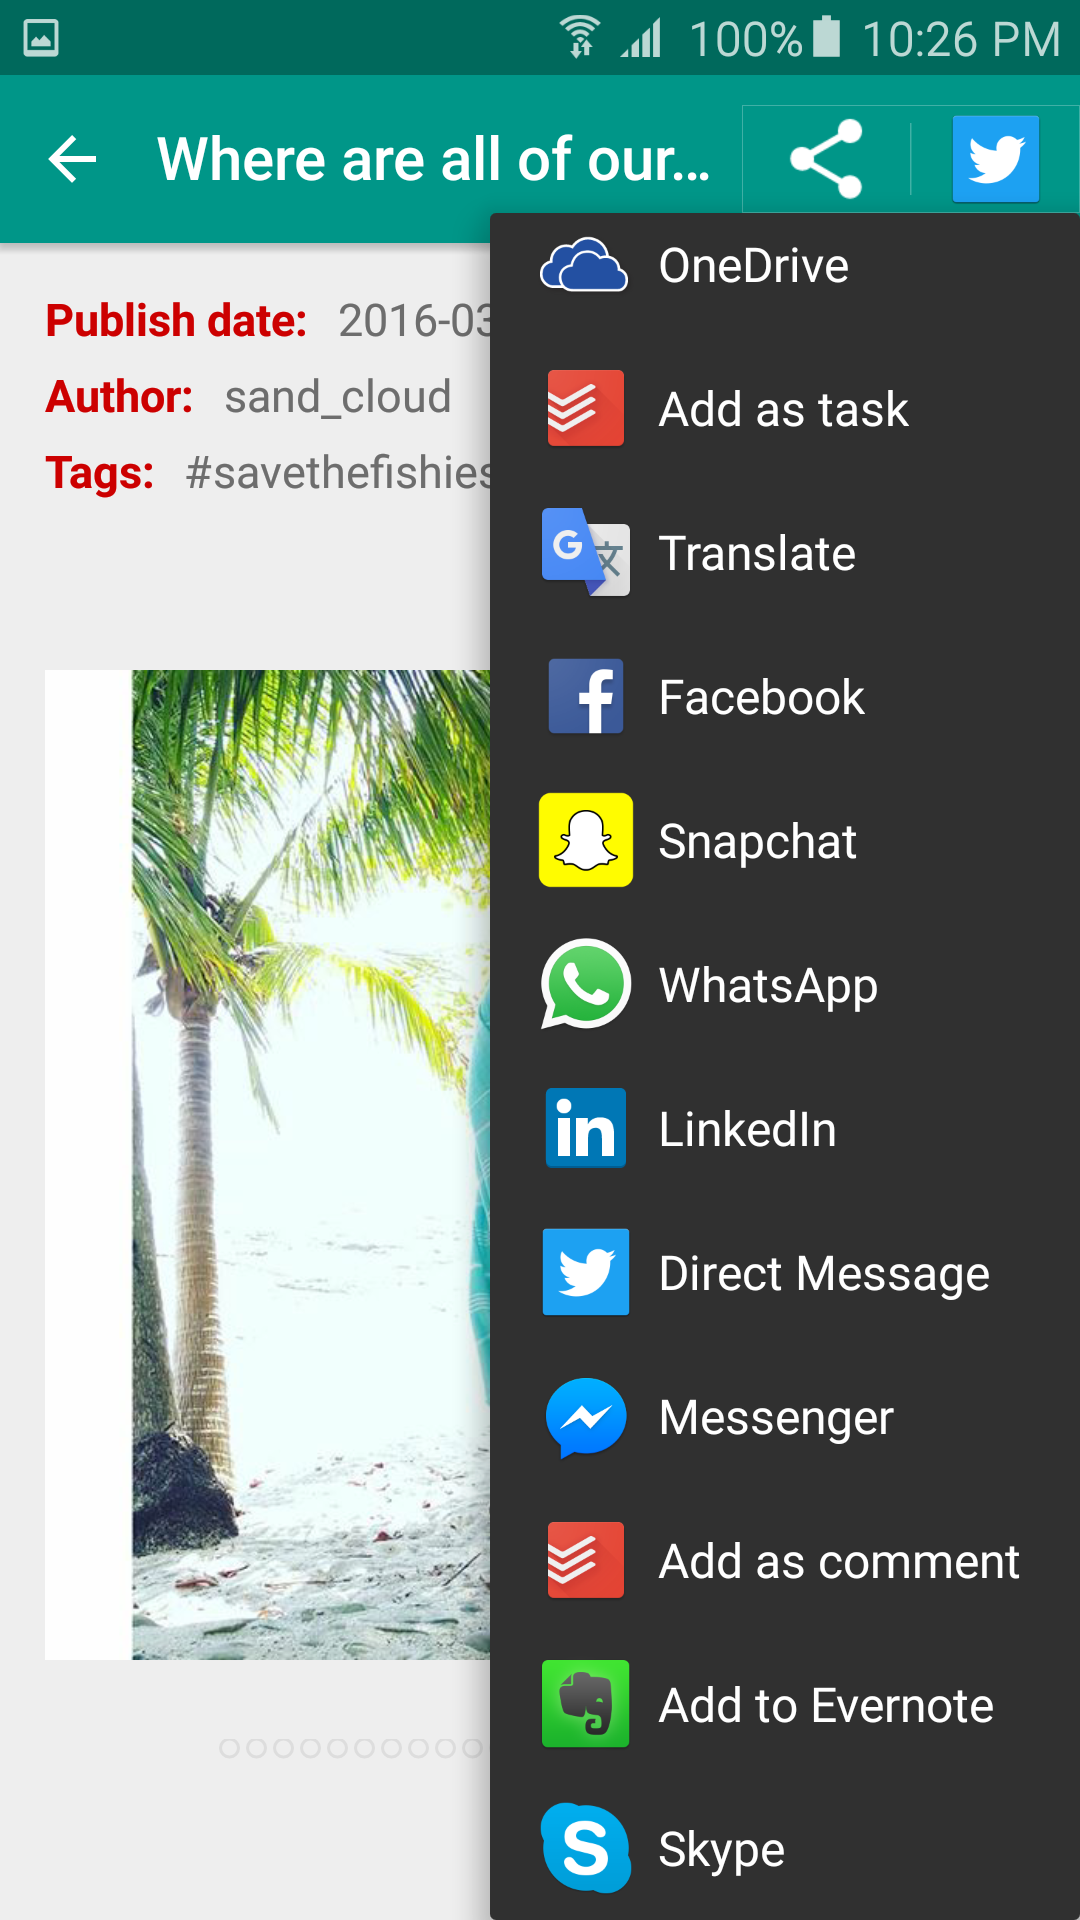 100% 10:26 PM
Where are all of our...
OneDrive
Publish date: 2016-03
Author: sand_cloud
Add as task
Tags: #savethefishies
Translate
Facebook
Snapchat
WhatsApp
LinkedIn
Direct Message
Messenger
Add as comment
Add to Evernote
Skype